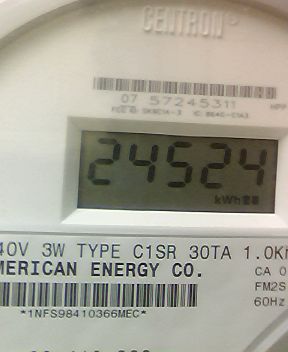 CENTRON
07 57245311
24524
kWh
40V 3W TYPE C1SR 30TA 1.0Kh
MERICAN ENERGY CO.
CA 0
FM2S
60Hz
*1NFS98410366MEC*